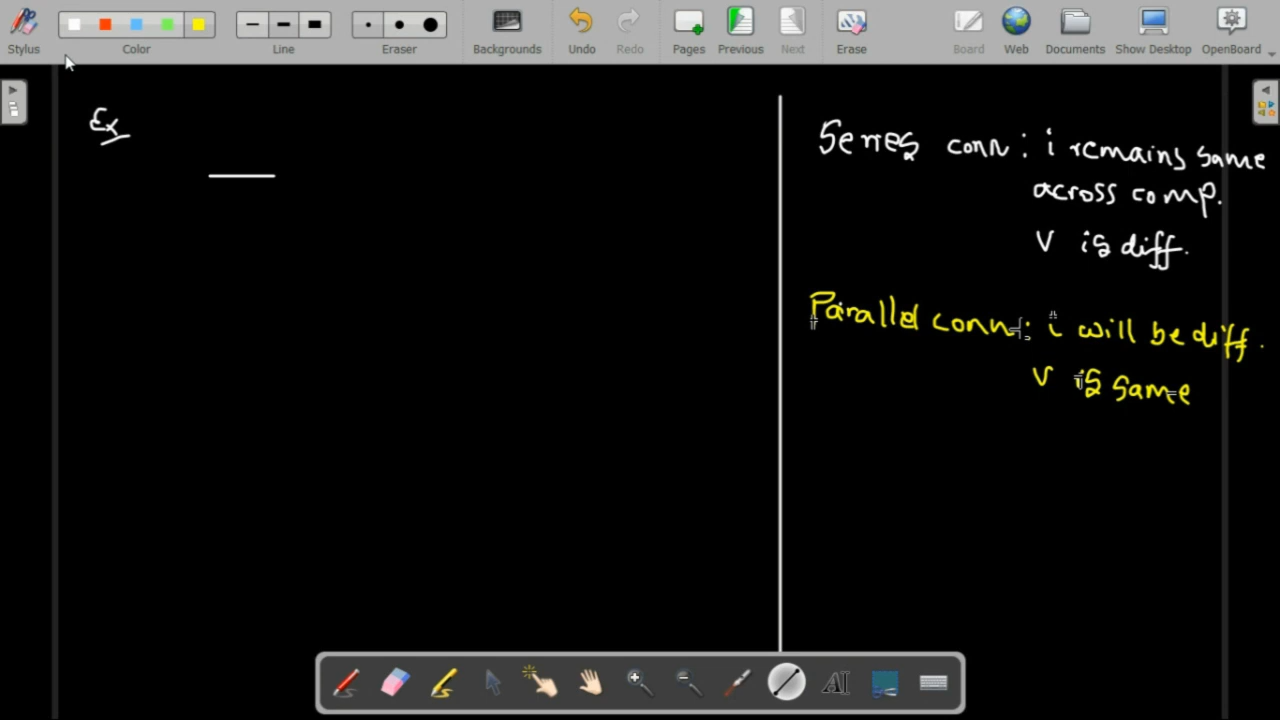 Stylus
Color
Line
Eraser
Backgrounds
Undo
Redo
Pages
Previous
Next
Erase
Board
Web
Documents
Show Desktop
OpenBoard
Ex
Series conn: i remains same
across comp.
V is diff.
Parallel conn: i will be diff.
V is same
AI